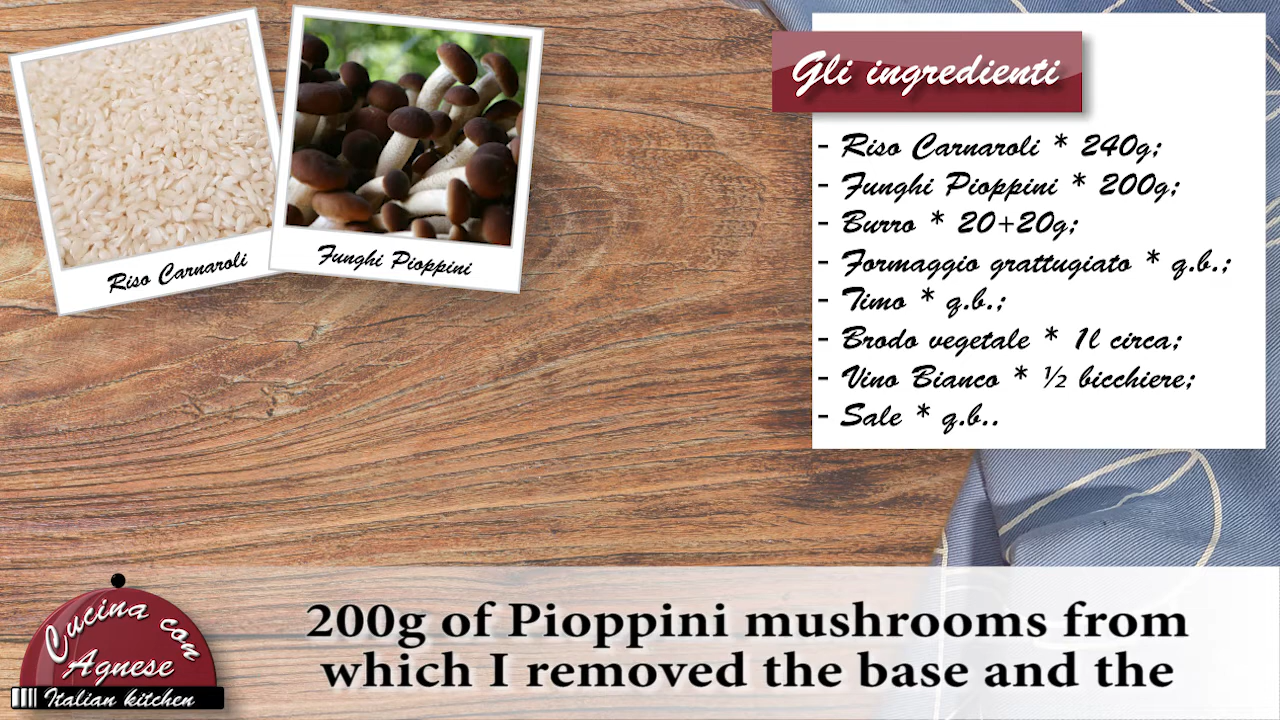 Gli ingredienti
- Riso Carnaroli * 240g;
- Funghi Pioppini * 200g;
- Burro * 20+20g;
- Formaggio grattugiato * q.b.;
- Timo * q.b.;
- Brodo vegetale * 1l circa;
- Vino Bianco * ½ bicchiere;
- Sale * q.b..
Riso Carnaroli
Funghi Pioppini
200g of Pioppini mushrooms from
which I removed the base and the
Cucina con
Agnese
Italian kitchen